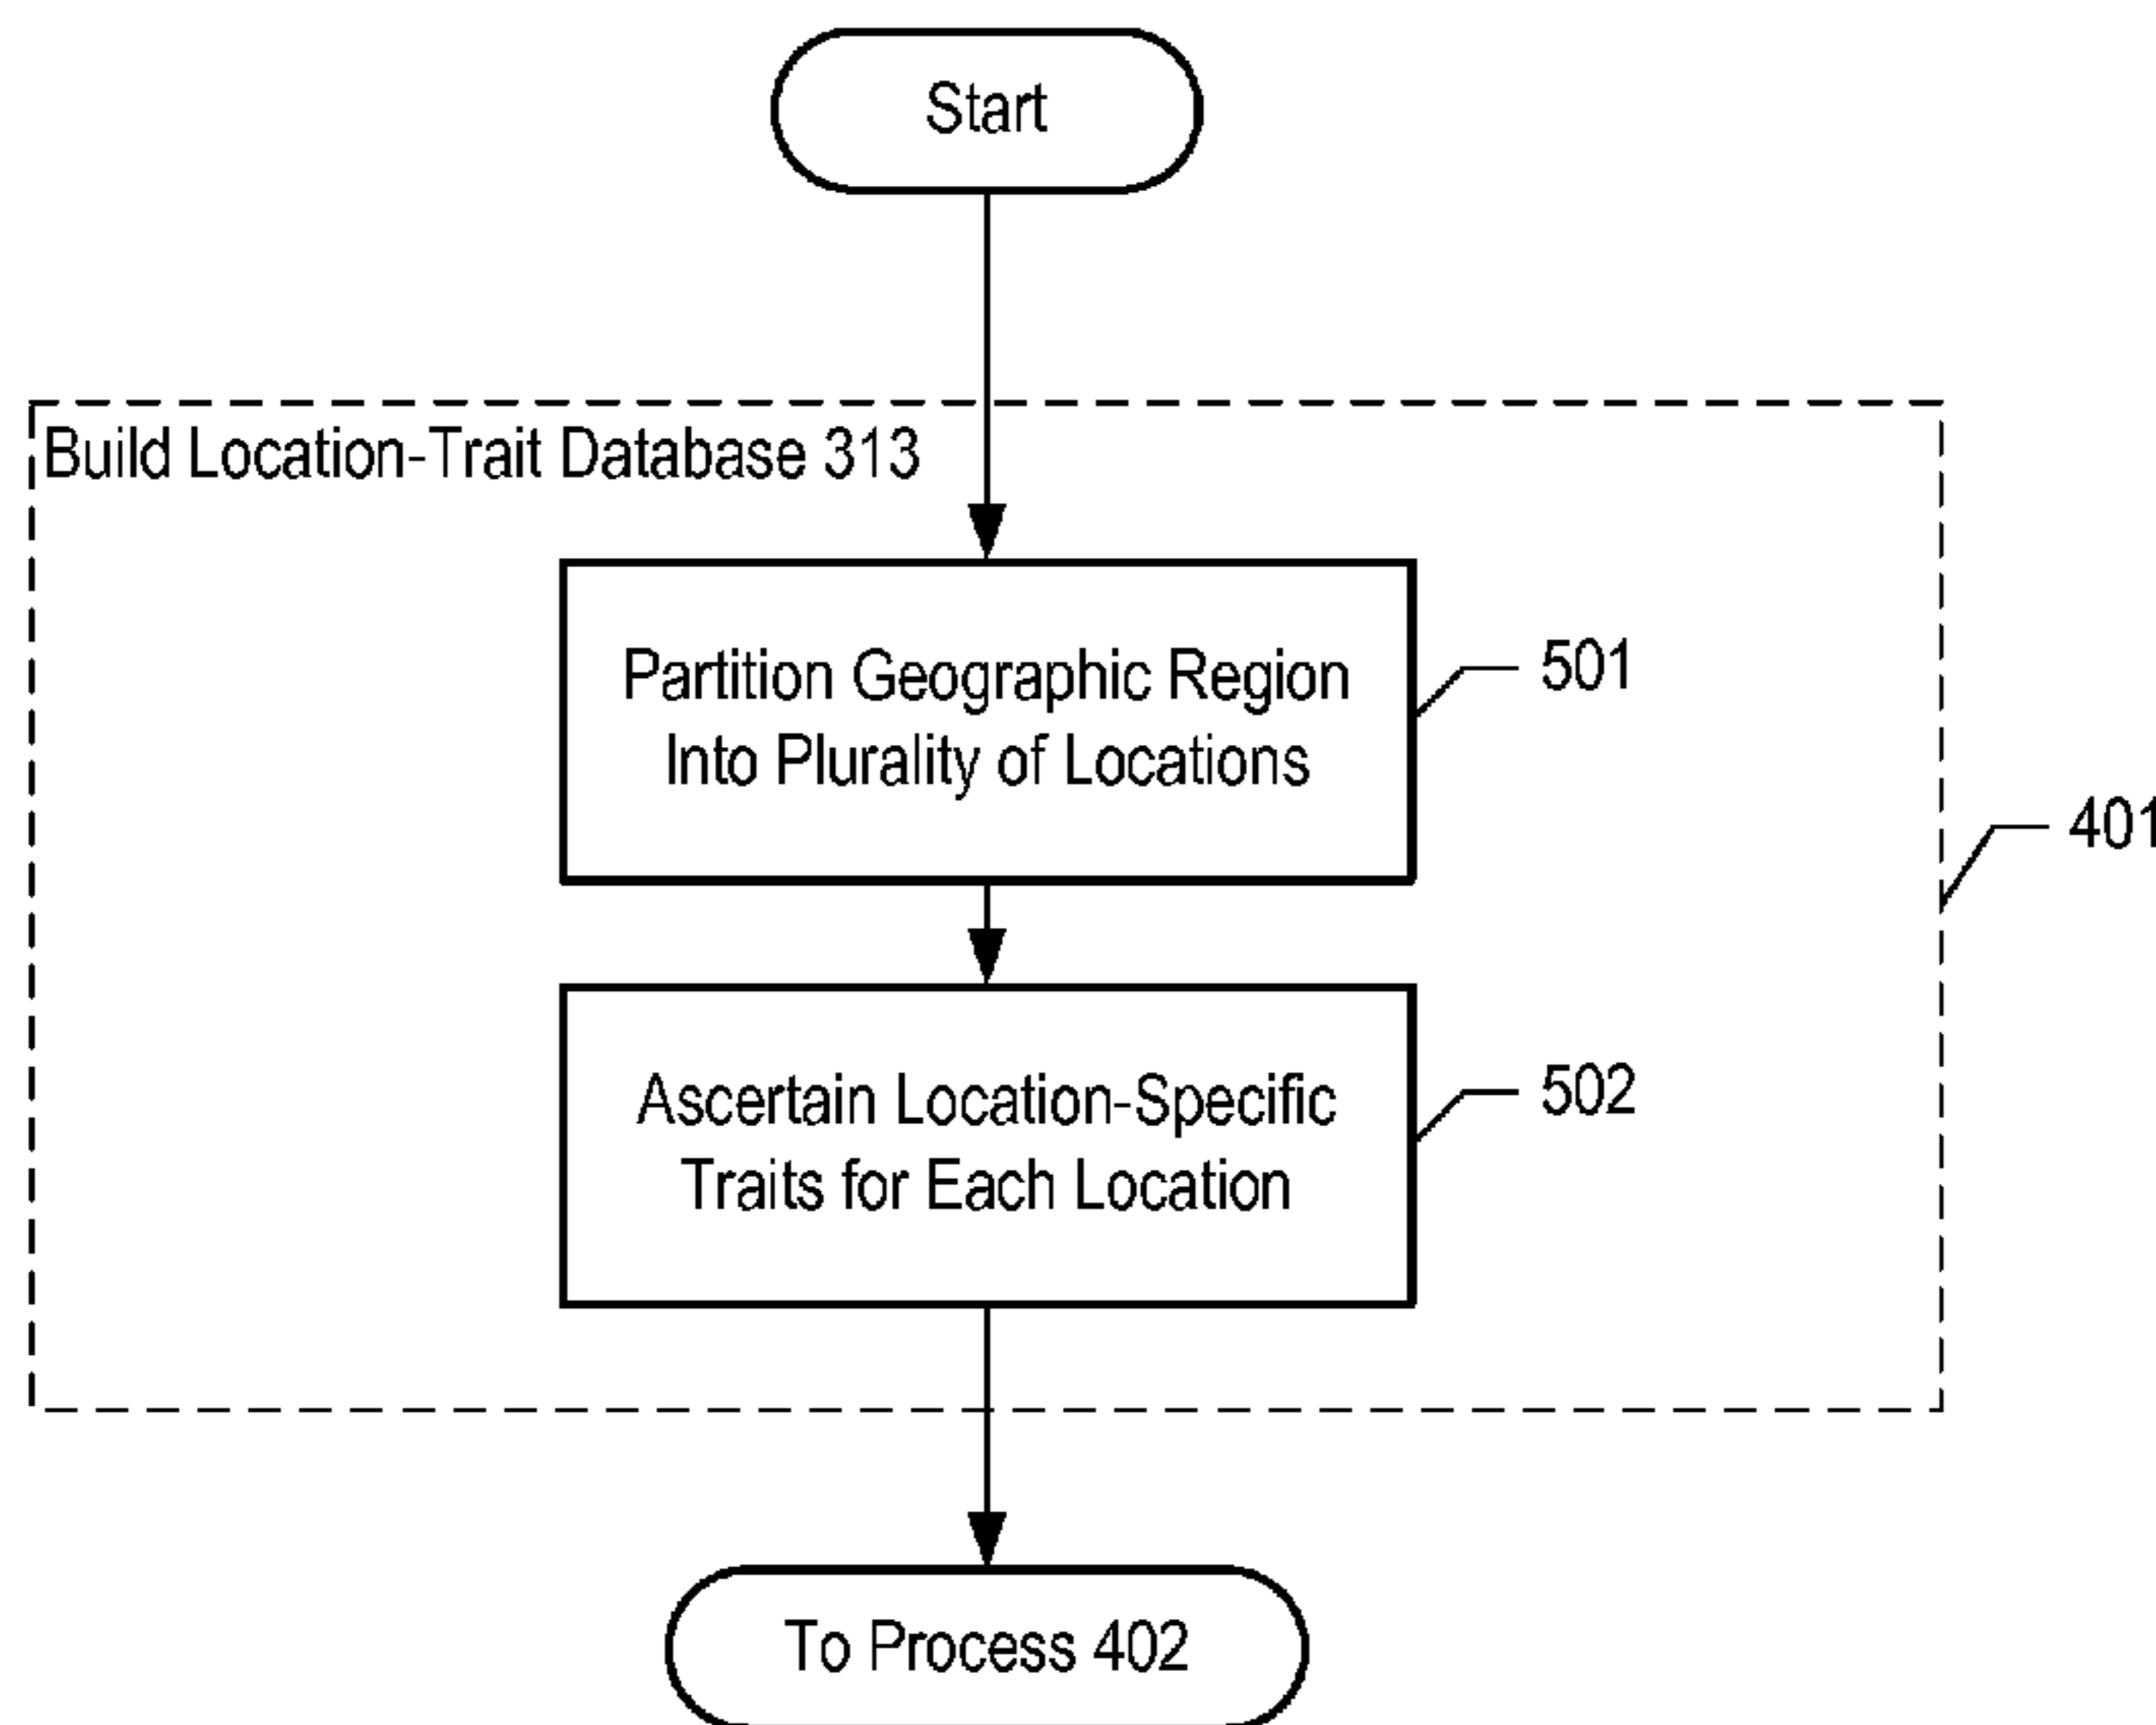 Start
Build Location-Trait Database 313
Partition Geographic Region
Into Plurality of Locations
501
401
Ascertain Location-Specific
Traits for Each Location
502
To Process 402